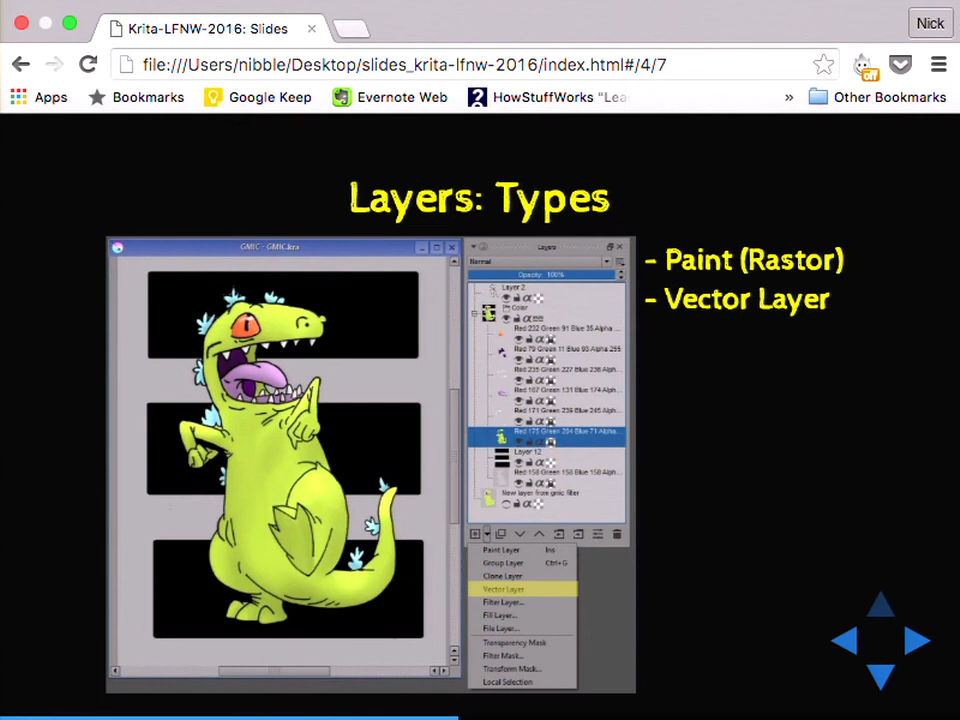 Krita-LFNW-2016: Slides
Nick
file:///Users/nibble/Desktop/slides_krita-lfnw-2016/index.html#/4/7
off
Apps
Bookmarks
Google Keep
Evernote Web
HowStuffWorks "Lea
»
Other Bookmarks
Layers: Types
- Paint (Rastor)
- Vector Layer
GMIC - GMIC.kra
Layers
Normal
Opacity: 100%
Layer 2
Color
Red 232 Green 91 Blue 35 Alpha ...
Red 79 Green 11 Blue 93 Alpha 255
Red 235 Green 227 Blue 236 Alph...
Red 167 Green 131 Blue 174 Alph...
Red 171 Green 239 Blue 245 Alph...
Red 175 Green 204 Blue 71 Alpha...
Layer 12
Red 158 Green 158 Blue 158 Alph...
New layer from gmic filter
Paint Layer Ins
Group Layer Ctrl+G
Clone Layer
Vector Layer
Filter Layer...
Fill Layer...
File Layer...
Transparency Mask
Filter Mask...
Transform Mask...
Local Selection